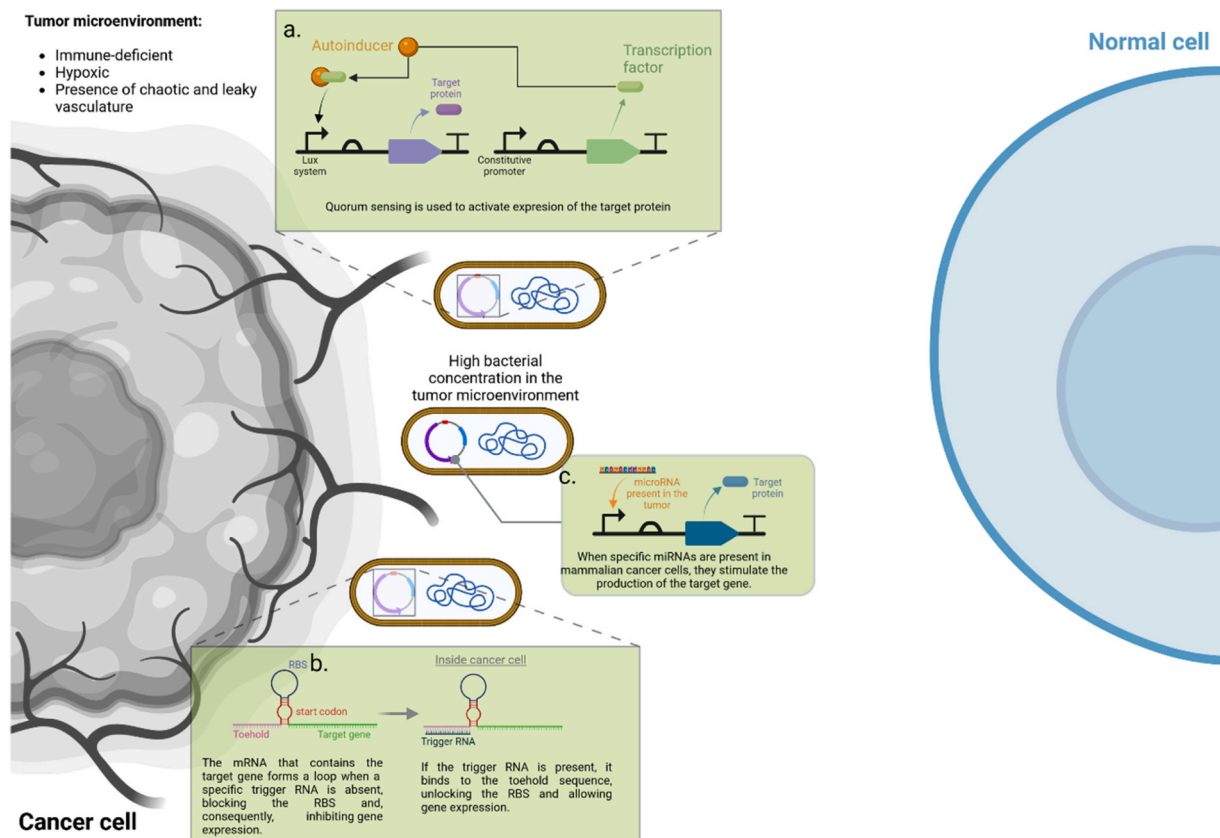 Tumor microenvironment:
• Immune-deficient
• Hypoxic
• Presence of chaotic and leaky
vasculature
a.
Autoinducer
Transcription
factor
Target
protein
Lux
system
Constitutive
promoter
Quorum sensing is used to activate expresion of the target protein
Normal cell
High bacterial
concentration in the
tumor microenvironment
c.
microRNA
present in the
tumor
Target
protein
When specific miRNAs are present in
mammalian cancer cells, they stimulate the
production of the target gene.
b.
RBS
start codon
Toehold
Target gene
Inside cancer cell
Trigger RNA
The mRNA that contains the
target gene forms a loop when a
specific trigger RNA is absent,
blocking the RBS and,
consequently, inhibiting gene
expression.
If the trigger RNA is present, it
binds to the toehold sequence,
unlocking the RBS and allowing
gene expression.
Cancer cell